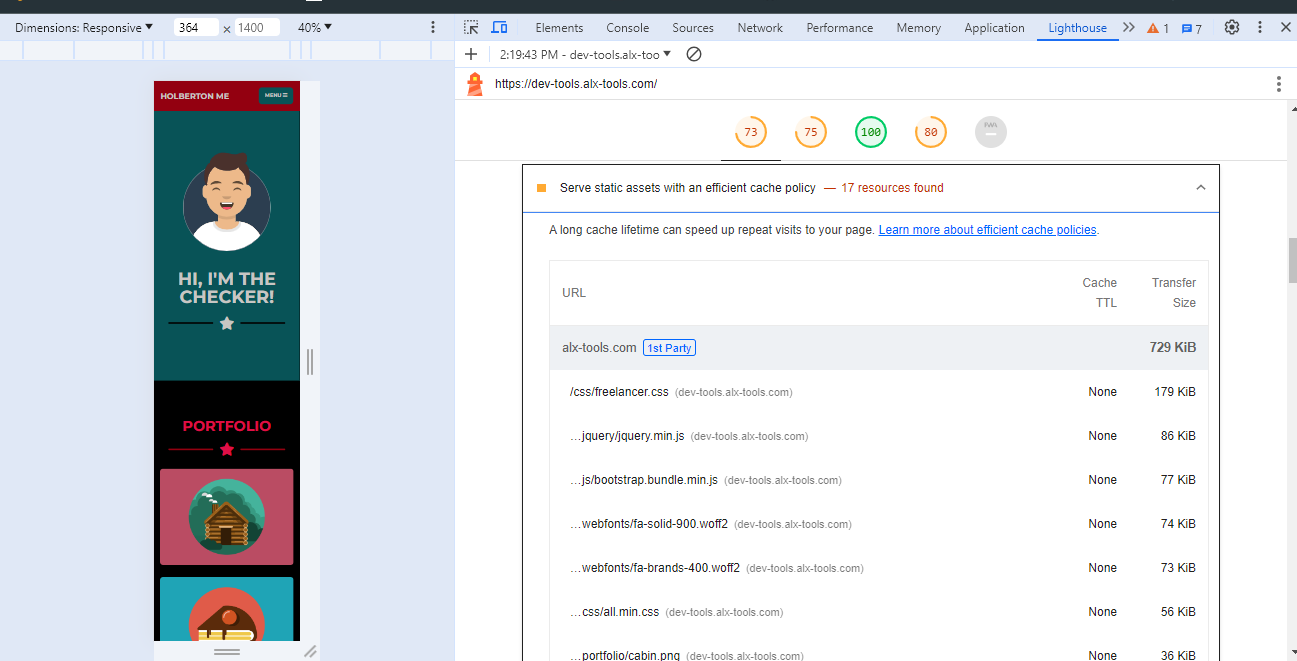 Dimensions: Responsive ▼ 364 × 1400 40% ▼
Elements Console Sources Network Performance Memory Application Lighthouse 1 7
2:19:43 PM - dev-tools.alx-too ▼
https://dev-tools.alx-tools.com/
HOLBERTON ME MENU
HI, I'M THE
CHECKER!
PORTFOLIO
73 75 100 80 PWA
Serve static assets with an efficient cache policy — 17 resources found
A long cache lifetime can speed up repeat visits to your page. Learn more about efficient cache policies.
URL Cache TTL Transfer Size
alx-tools.com 1st Party 729 KiB
/css/freelancer.css (dev-tools.alx-tools.com) None 179 KiB
…jquery/jquery.min.js (dev-tools.alx-tools.com) None 86 KiB
…js/bootstrap.bundle.min.js (dev-tools.alx-tools.com) None 77 KiB
…webfonts/fa-solid-900.woff2 (dev-tools.alx-tools.com) None 74 KiB
…webfonts/fa-brands-400.woff2 (dev-tools.alx-tools.com) None 73 KiB
…css/all.min.css (dev-tools.alx-tools.com) None 56 KiB
…portfolio/cabin.png (dev-tools.alx-tools.com) None 36 KiB